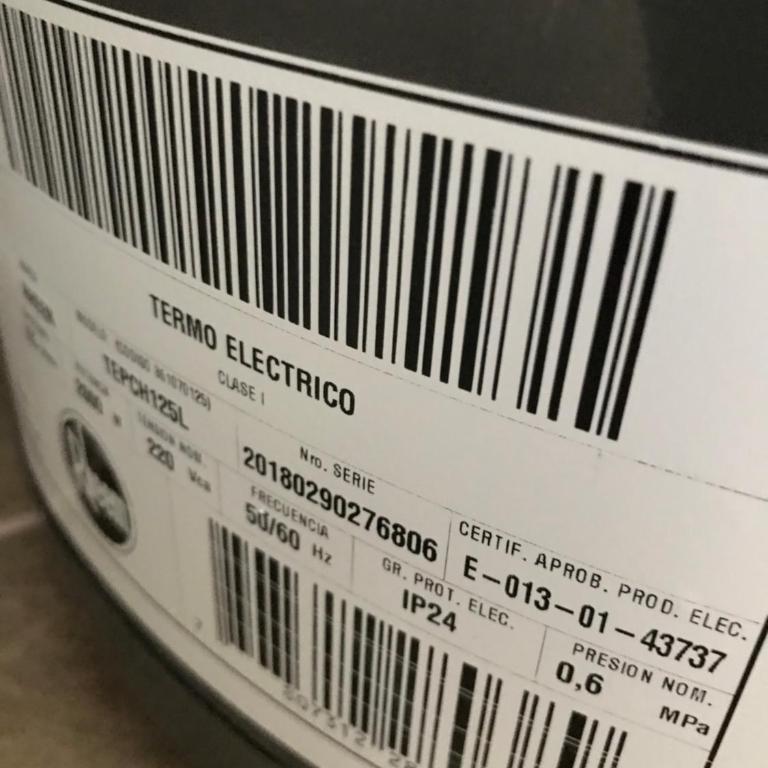 TERMO ELECTRICO
CLASE I
TEPCH125L
Nro. SERIE
20180290276806
CERTIF. APROB. PROD. ELEC.
E-013-01-43737
220 Vca
FRECUENCIA
50/60 Hz
GR. PROT. ELEC.
IP24
PRESION NOM.
0,6 MPa